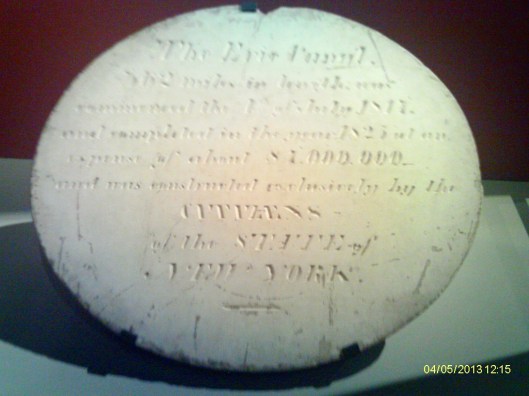 The Erie Canal.
362 miles in length, was
commenced the 4th of July 1817.
and completed in the year 1825 at an
expense of about $7,000,000_
and was constructed exclusively by the
CITIZENS
of the STATE of
NEW YORK.
04/05/2013 12:15